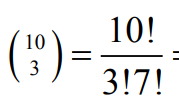 (10 3) = 10! / 3!7! =